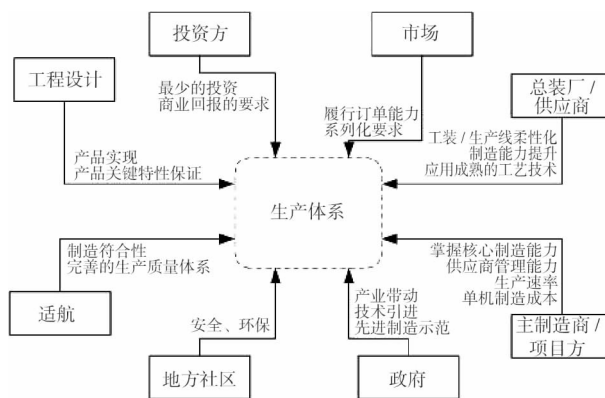 投资方
市场
工程设计
总装厂 /
供应商
最少的投资
商业回报的要求
履行订单能力
系列化要求
工装 / 生产线柔性化
制造能力提升
应用成熟的工艺技术
产品实现
产品关键特性保证
生产体系
制造符合性
完善的生产质量体系
掌握核心制造能力
供应商管理能力
生产速率
单机制造成本
适航
安全、环保
产业带动
技术引进
先进制造示范
主制造商 /
项目方
地方社区
政府